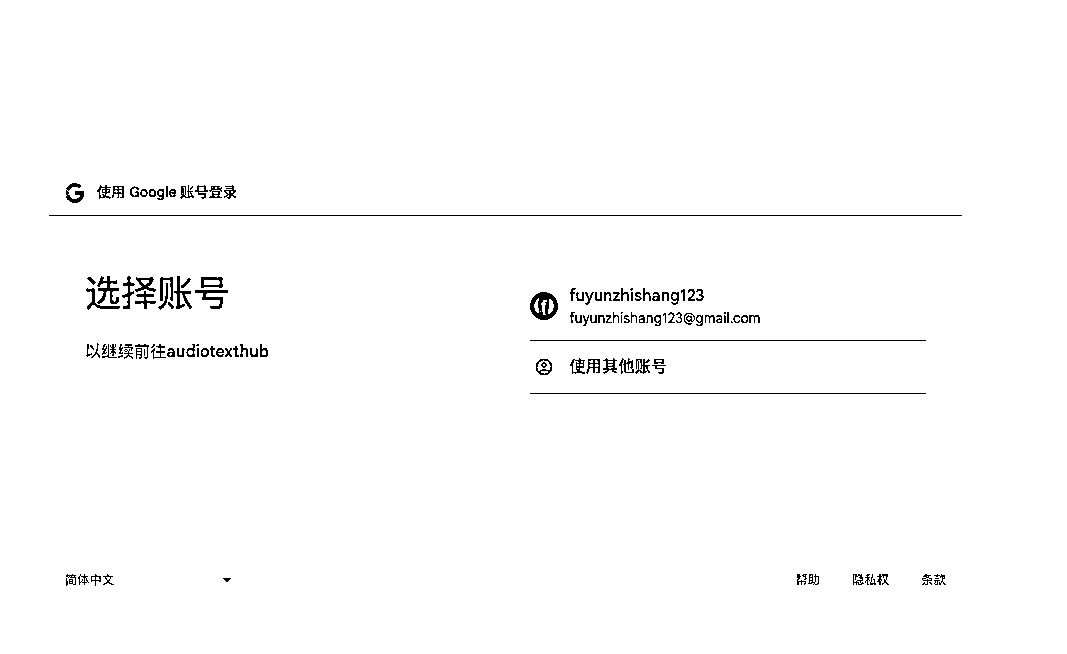 使用 Google 账号登录
选择账号
以继续前往audiotexthub
fuyunzhishang123
fuyunzhishang123@gmail.com
使用其他账号
简体中文
帮助 隐私权 条款